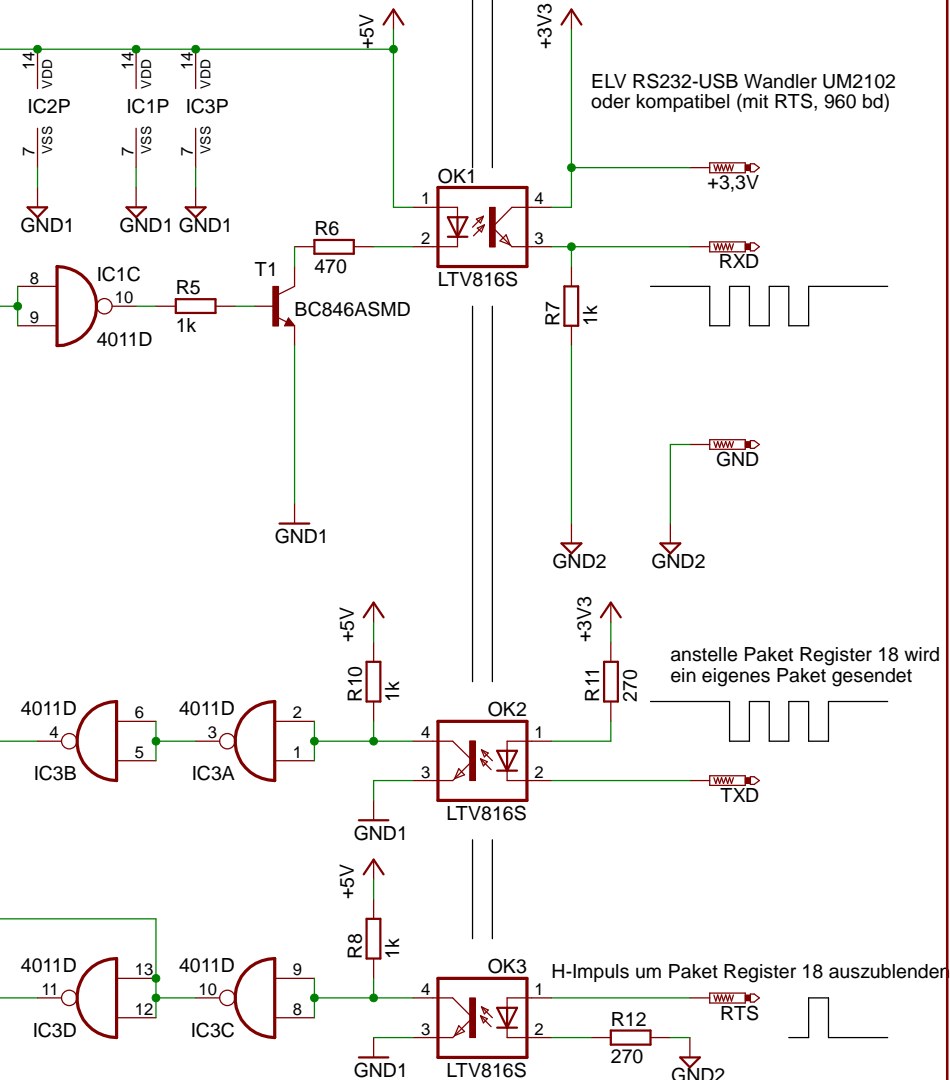 +5V
+3V3
14
VDD
14
VDD
14
VDD
ELV RS232-USB Wandler UM2102
oder kompatibel (mit RTS, 960 bd)
IC2P
IC1P
IC3P
7
VSS
7
VSS
7
VSS
GND1
GND1
GND1
OK1
1
4
2
3
LTV816S
+3,3V
RXD
R6
470
T1
BC846ASMD
IC1C
8
9
10
4011D
R5
1k
R7
1k
GND
GND1
GND2
GND2
+5V
+3V3
R10
1k
R11
270
anstelle Paket Register 18 wird
ein eigenes Paket gesendet
4011D
6
4
5
IC3B
4011D
2
3
1
IC3A
OK2
4
1
3
2
LTV816S
TXD
GND1
+5V
R8
1k
4011D
13
11
12
IC3D
4011D
9
10
8
IC3C
OK3
H-Impuls um Paket Register 18 auszublenden
4
1
3
2
LTV816S
RTS
R12
270
GND1
GND2